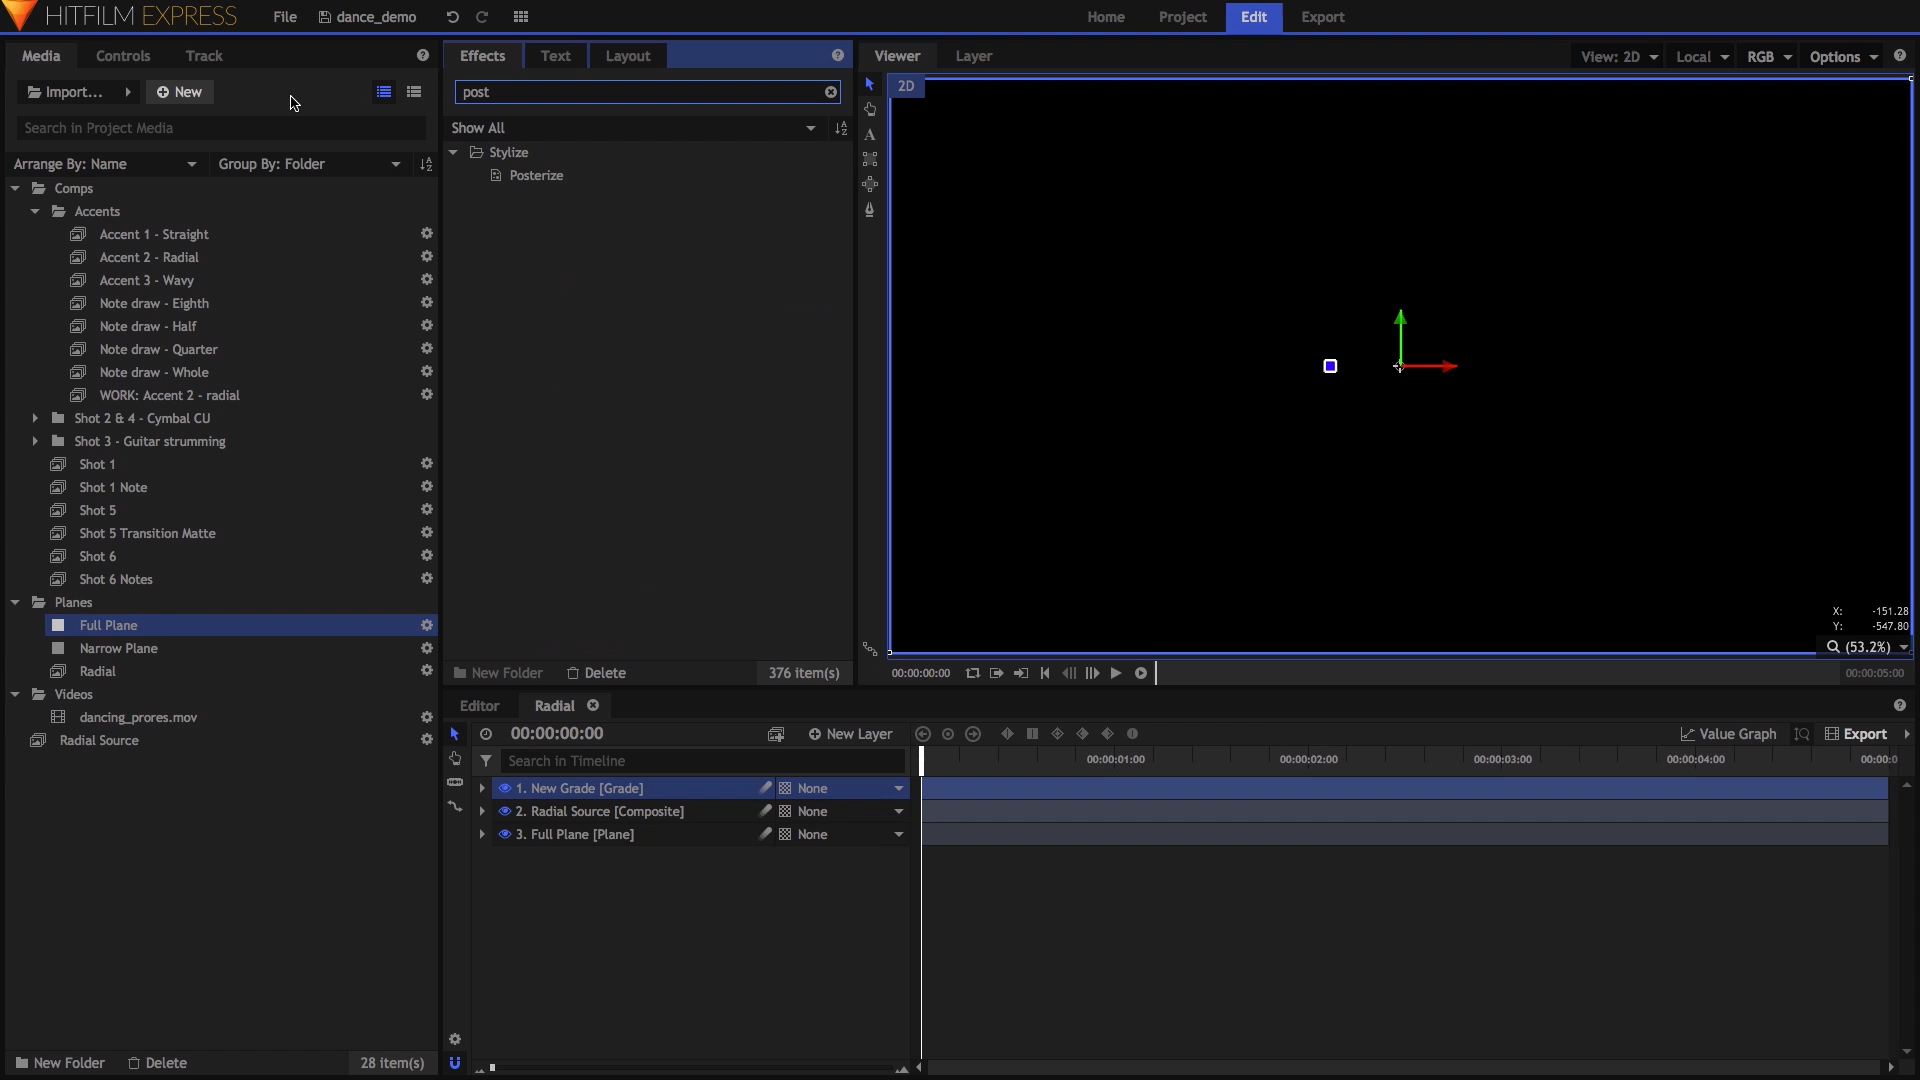 HITFILM EXPRESS
File
dance_demo
Home
Project
Edit
Export
Media
Controls
Track
Import...
New
Search in Project Media
Arrange By: Name
Group By: Folder
Comps
Accents
Accent 1 - Straight
Accent 2 - Radial
Accent 3 - Wavy
Note draw - Eighth
Note draw - Half
Note draw - Quarter
Note draw - Whole
WORK: Accent 2 - radial
Shot 2 & 4 - Cymbal CU
Shot 3 - Guitar strumming
Shot 1
Shot 1 Note
Shot 5
Shot 5 Transition Matte
Shot 6
Shot 6 Notes
Planes
Full Plane
Narrow Plane
Radial
Videos
dancing_prores.mov
Radial Source
New Folder
Delete
28 item(s)
Effects
Text
Layout
post
Show All
Stylize
Posterize
New Folder
Delete
376 item(s)
Viewer
Layer
View: 2D
Local
RGB
Options
2D
A
X: -151.28
Y: -547.80
(53.2%)
00:00:00:00
00:00:05:00
Editor
Radial
00:00:00:00
New Layer
Value Graph
Export
Search in Timeline
00:00:01:00
00:00:02:00
00:00:03:00
00:00:04:00
00:00:0
1. New Grade [Grade]
None
2. Radial Source [Composite]
None
3. Full Plane [Plane]
None